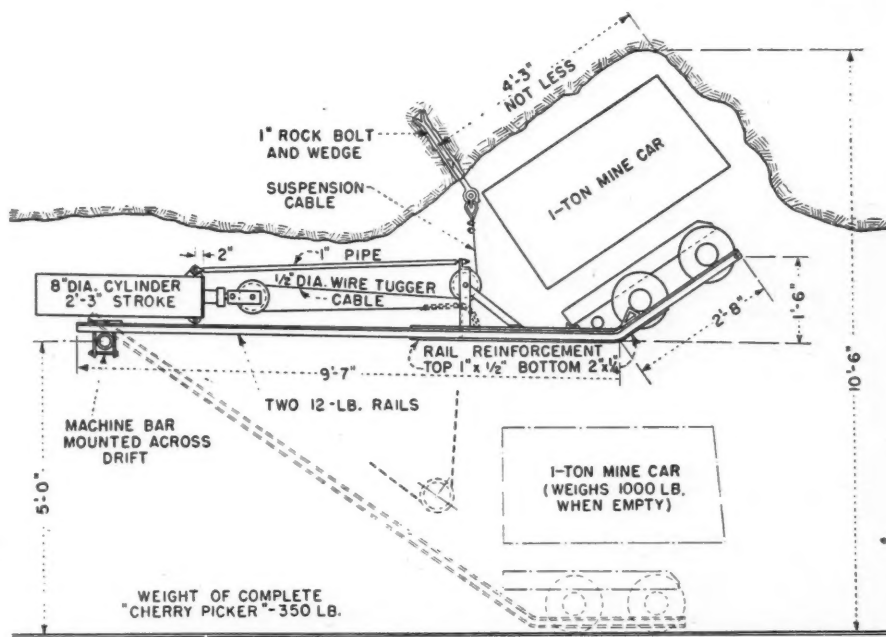 4'-3"
NOT LESS
1" ROCK BOLT
AND WEDGE
1-TON MINE CAR
SUSPENSION
CABLE
2"
1" PIPE
8" DIA. CYLINDER
2'-3" STROKE
1/2" DIA. WIRE TUGGER
CABLE
1'-6"
2'-8"
RAIL REINFORCEMENT
TOP 1" x 1/2" BOTTOM 2" x 1/4"
9'-7"
10'-6"
TWO 12-LB. RAILS
MACHINE BAR
MOUNTED ACROSS
DRIFT
5'-0"
1-TON MINE CAR
(WEIGHS 1000 LB.
WHEN EMPTY)
WEIGHT OF COMPLETE
"CHERRY PICKER"-350 LB.